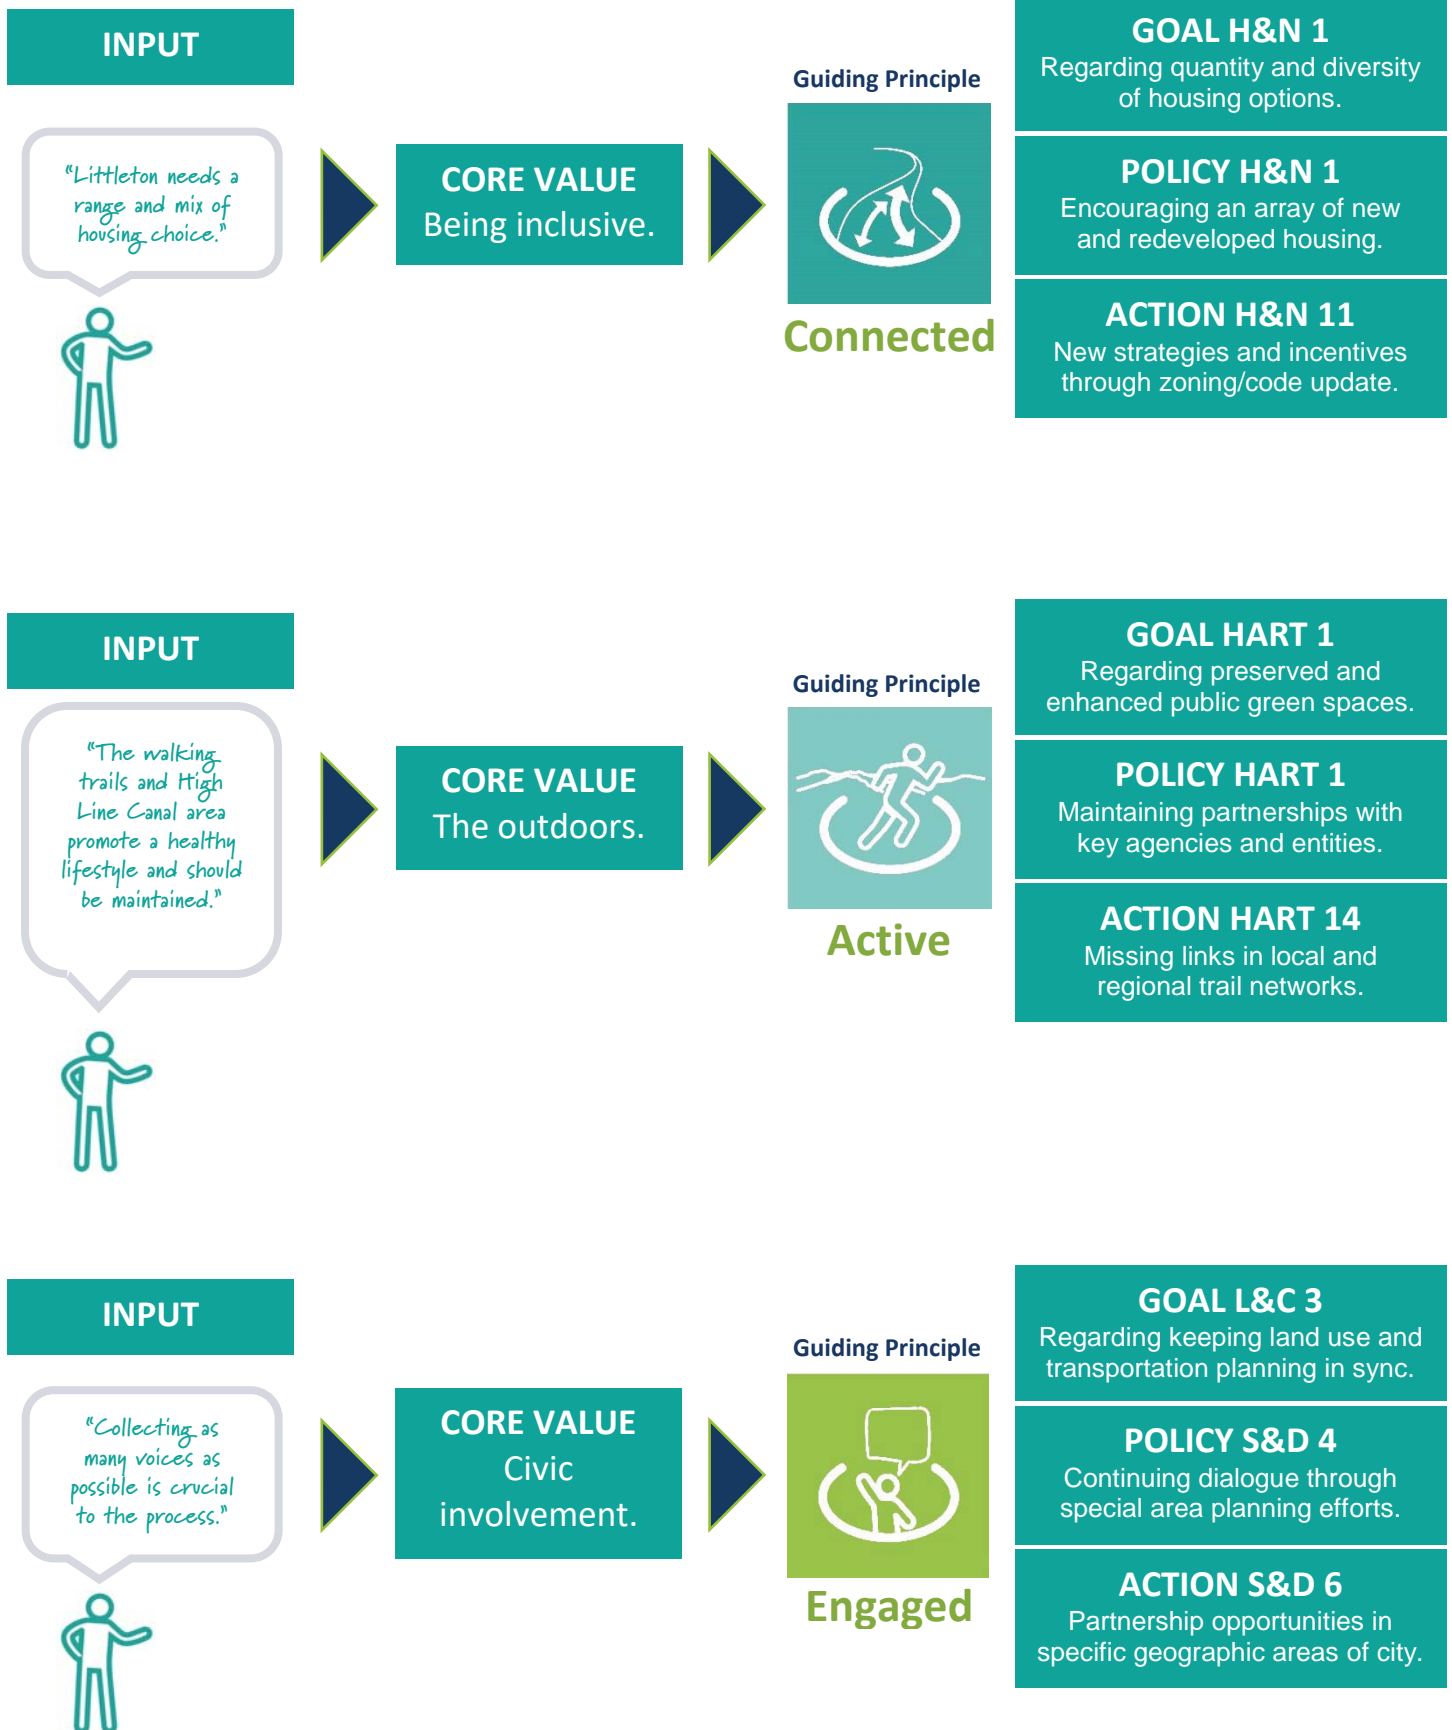 INPUT
"Littleton needs a
range and mix of
housing choice."
CORE VALUE
Being inclusive.
Guiding Principle
Connected
GOAL H&N 1
Regarding quantity and diversity
of housing options.
POLICY H&N 1
Encouraging an array of new
and redeveloped housing.
ACTION H&N 11
New strategies and incentives
through zoning/code update.
INPUT
"The walking
trails and High
Line Canal area
promote a healthy
lifestyle and should
be maintained."
CORE VALUE
The outdoors.
Guiding Principle
Active
GOAL HART 1
Regarding preserved and
enhanced public green spaces.
POLICY HART 1
Maintaining partnerships with
key agencies and entities.
ACTION HART 14
Missing links in local and
regional trail networks.
INPUT
"Collecting as
many voices as
possible is crucial
to the process."
CORE VALUE
Civic
involvement.
Guiding Principle
Engaged
GOAL L&C 3
Regarding keeping land use and
transportation planning in sync.
POLICY S&D 4
Continuing dialogue through
special area planning efforts.
ACTION S&D 6
Partnership opportunities in
specific geographic areas of city.